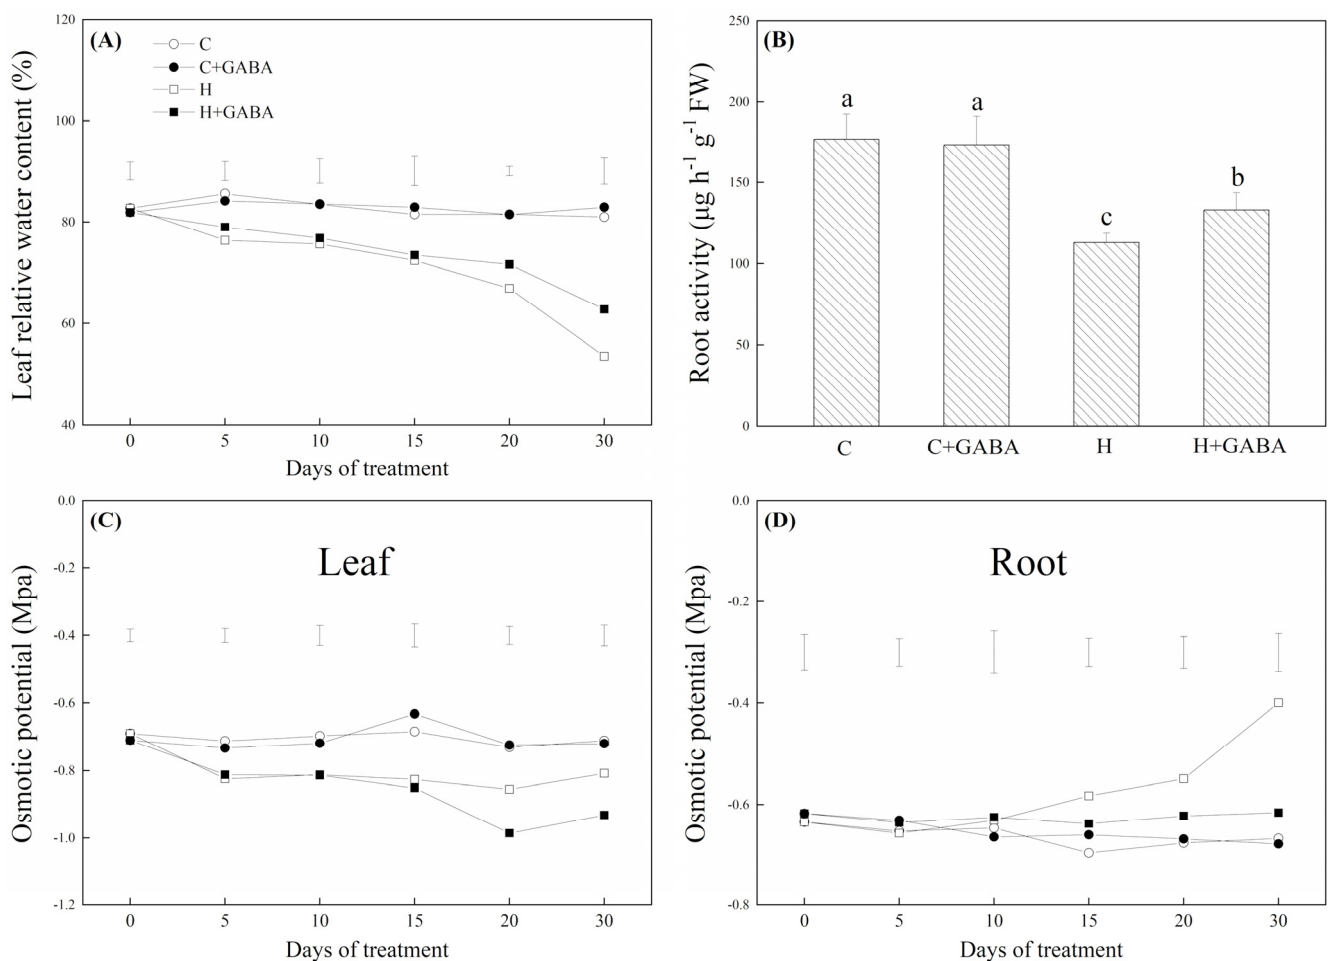 (A)
C
C+GABA
H
H+GABA
Leaf relative water content (%)
120
100
80
60
40
0 5 10 15 20 30
Days of treatment
(B)
Root activity (µg h⁻¹ g⁻¹ FW)
250
200
150
100
50
0
a a c b
C C+GABA H H+GABA
(C)
Leaf
Osmotic potential (Mpa)
0.0
-0.2
-0.4
-0.6
-0.8
-1.0
-1.2
0 5 10 15 20 30
Days of treatment
(D)
Root
Osmotic potential (Mpa)
0.0
-0.2
-0.4
-0.6
-0.8
0 5 10 15 20 30
Days of treatment